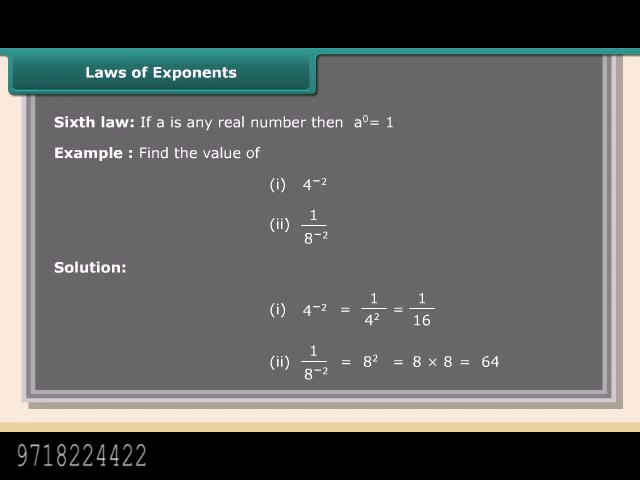 Laws of Exponents
Sixth law: If a is any real number then a⁰= 1
Example : Find the value of
(i) 4⁻²
(ii) 1/8⁻²
Solution:
(i) 4⁻² = 1/4² = 1/16
(ii) 1/8⁻² = 8² = 8 × 8 = 64
9718224422